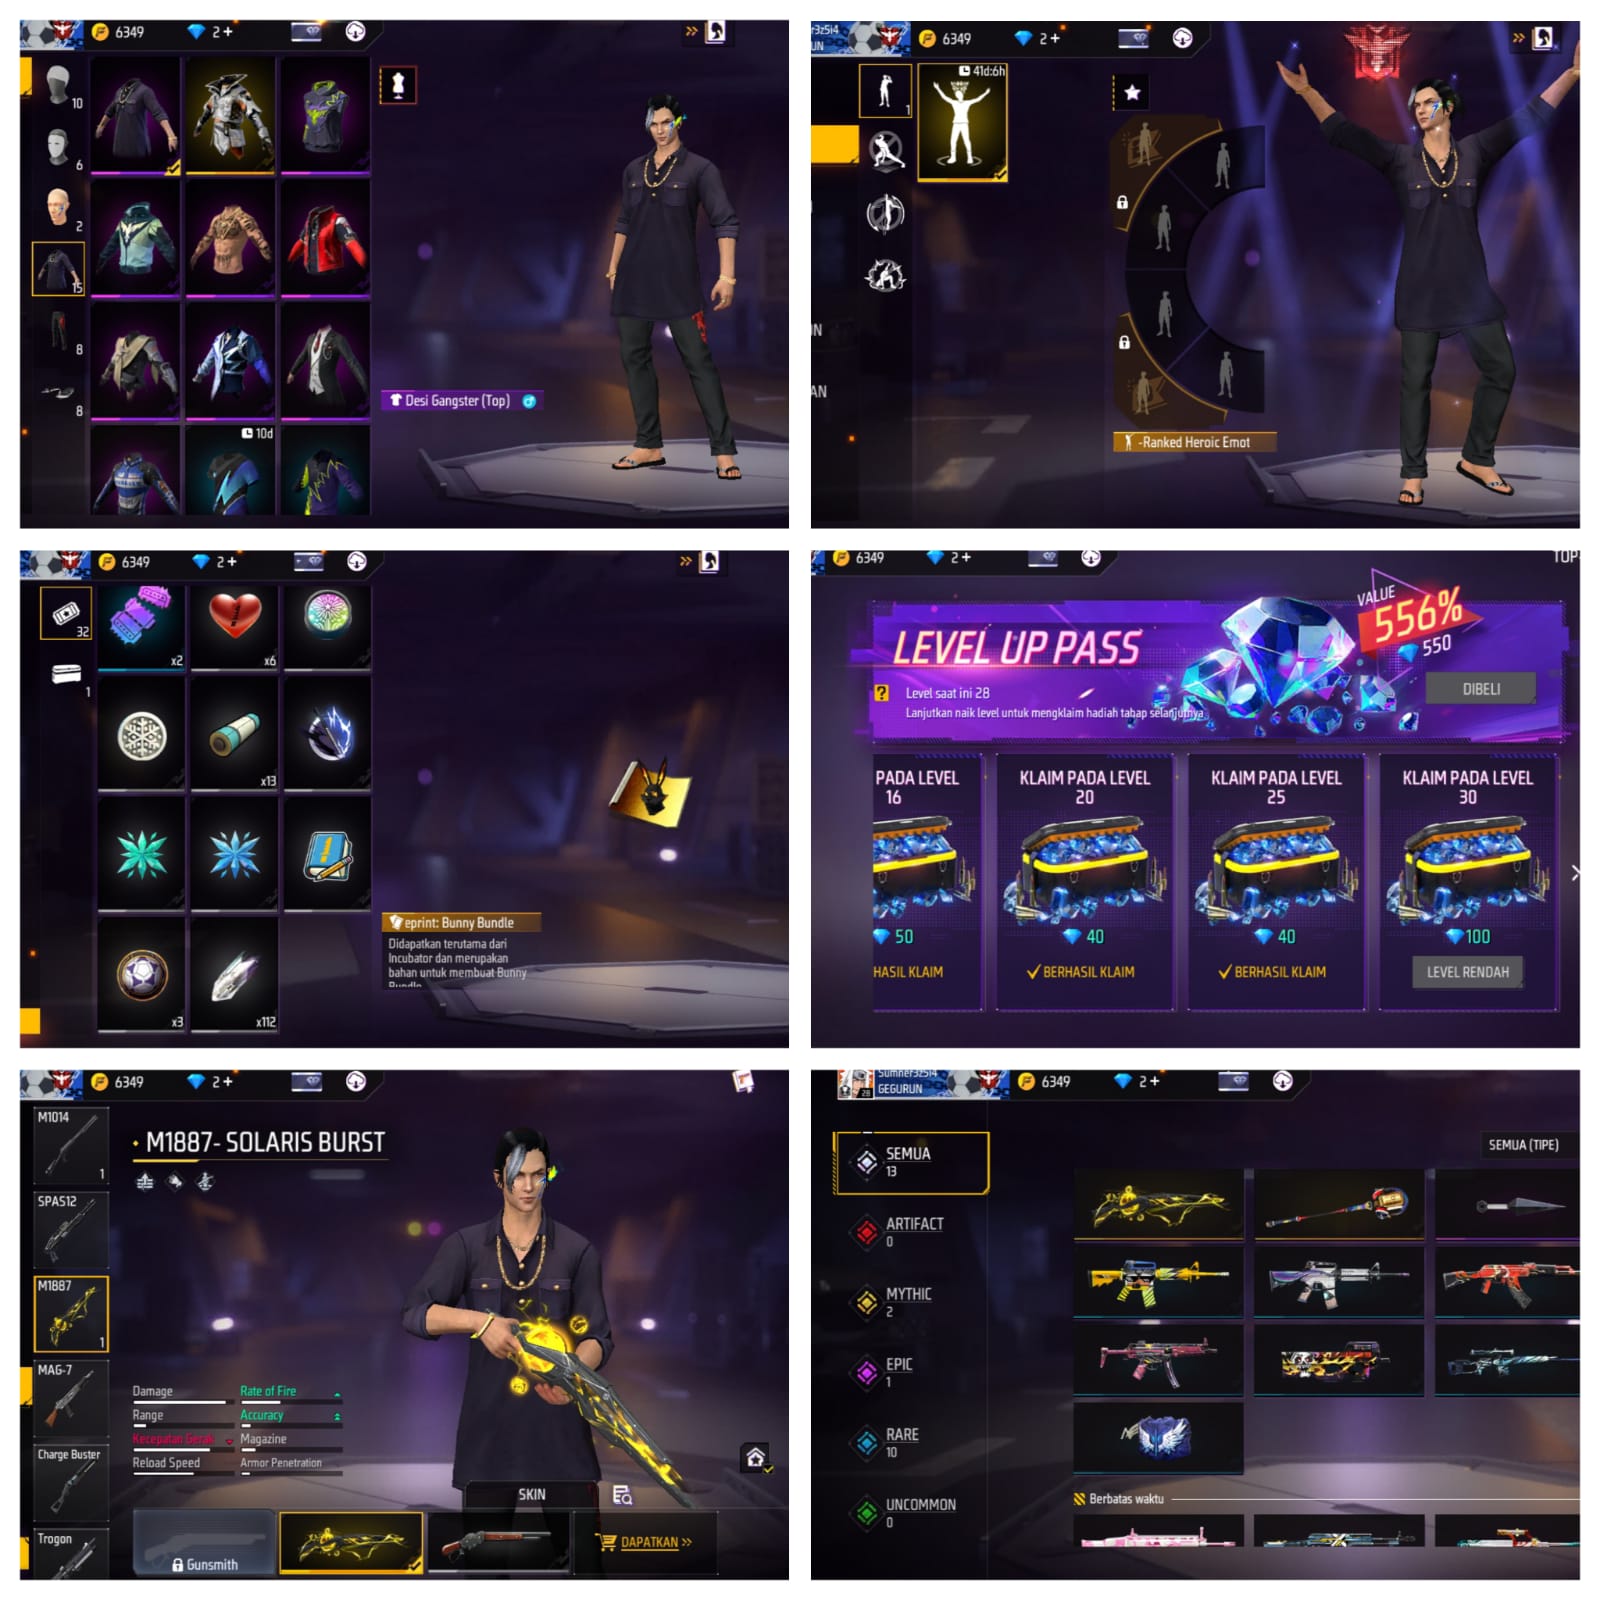 6349
2+
10
6
2
15
8
8
10d
Desi Gangster (Top)
3z5i4
UN
6349
2+
1
41d:6h
N
AN
-Ranked Heroic Emot
6349
2+
32
1
x2
x6
x13
x3
x112
eprint: Bunny Bundle
Didapatkan terutama dari
Incubator dan merupakan
bahan untuk membuat Bunny
Bundle
6349
2+
TOP
LEVEL UP PASS
VALUE
556%
550
Level saat ini 28
Lanjutkan naik level untuk mengklaim hadiah tahap selanjutnya.
DIBELI
PADA LEVEL
16
50
HASIL KLAIM
KLAIM PADA LEVEL
20
40
BERHASIL KLAIM
KLAIM PADA LEVEL
25
40
BERHASIL KLAIM
KLAIM PADA LEVEL
30
100
LEVEL RENDAH
6349
2+
M1014
1
SPAS12
M1887
1
MAG-7
Charge Buster
Trogon
M1887- SOLARIS BURST
Damage
Rate of Fire
Range
Accuracy
Kecepatan Gerak
Magazine
Reload Speed
Armor Penetration
SKIN
Gunsmith
DAPATKAN >>
28
Sumner3z5i4
GEGURUN
6349
2+
SEMUA
13
ARTIFACT
0
MYTHIC
2
EPIC
1
RARE
10
UNCOMMON
0
SEMUA (TIPE)
Berbatas waktu